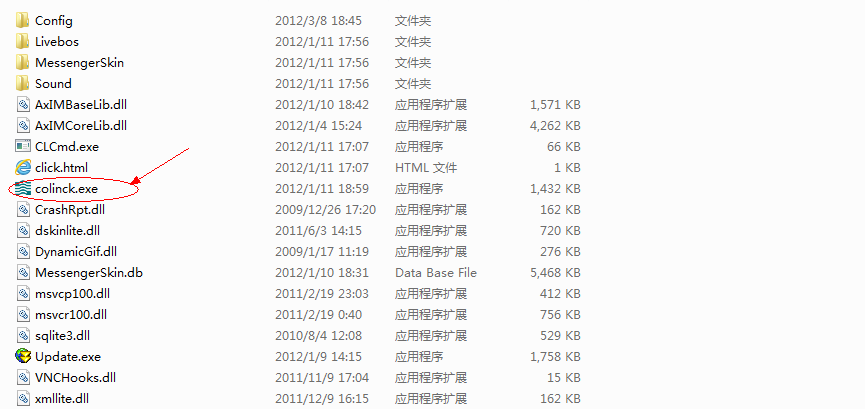 Config 2012/3/8 18:45 文件夹
Livebos 2012/1/11 17:56 文件夹
MessengerSkin 2012/1/11 17:56 文件夹
Sound 2012/1/11 17:56 文件夹
AxIMBaseLib.dll 2012/1/10 18:42 应用程序扩展 1,571 KB
AxIMCoreLib.dll 2012/1/4 15:24 应用程序扩展 4,262 KB
CLCmd.exe 2012/1/11 17:07 应用程序 66 KB
click.html 2012/1/11 17:07 HTML 文件 1 KB
colinck.exe 2012/1/11 18:59 应用程序 1,432 KB
CrashRpt.dll 2009/12/26 17:20 应用程序扩展 162 KB
dskinlite.dll 2011/6/3 14:15 应用程序扩展 720 KB
DynamicGif.dll 2009/1/17 11:19 应用程序扩展 276 KB
MessengerSkin.db 2012/1/10 18:31 Data Base File 5,468 KB
msvcp100.dll 2011/2/19 23:03 应用程序扩展 412 KB
msvcr100.dll 2011/2/19 0:40 应用程序扩展 756 KB
sqlite3.dll 2010/8/4 12:08 应用程序扩展 529 KB
Update.exe 2012/1/9 14:15 应用程序 1,758 KB
VNCHooks.dll 2011/11/9 17:04 应用程序扩展 15 KB
xmllite.dll 2011/12/9 16:15 应用程序扩展 162 KB